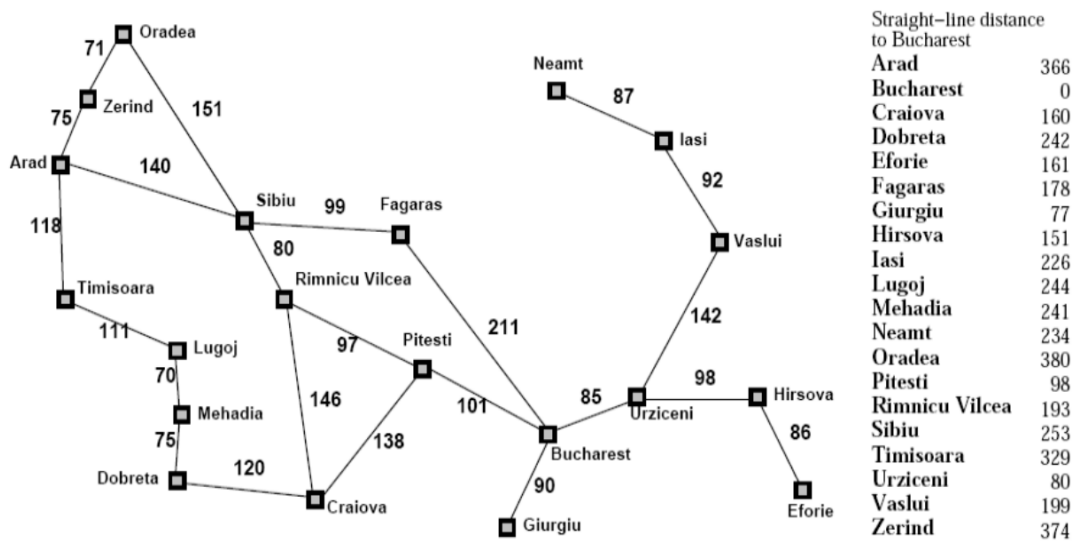 Oradea
71
Zerind
151
75
Arad
140
Sibiu
99
Fagaras
118
80
Rimnicu Vilcea
Timisoara
111
Lugoj
97
Pitesti
211
70
Mehadia
146
101
138
75
Dobreta
120
Craiova
Neamt
87
Iasi
92
Vaslui
142
85
98
Urziceni
Hirsova
86
Bucharest
90
Giurgiu
Eforie
Straight-line distance
to Bucharest
Arad 366
Bucharest 0
Craiova 160
Dobreta 242
Eforie 161
Fagaras 178
Giurgiu 77
Hirsova 151
Iasi 226
Lugoj 244
Mehadia 241
Neamt 234
Oradea 380
Pitesti 98
Rimnicu Vilcea 193
Sibiu 253
Timisoara 329
Urziceni 80
Vaslui 199
Zerind 374